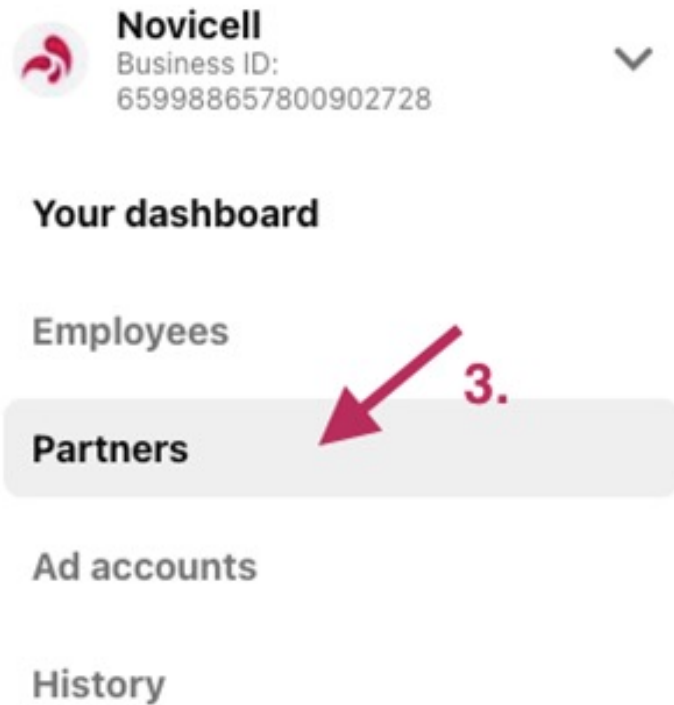 Novicell
Business ID:
659988657800902728
Your dashboard
Employees
3.
Partners
Ad accounts
History